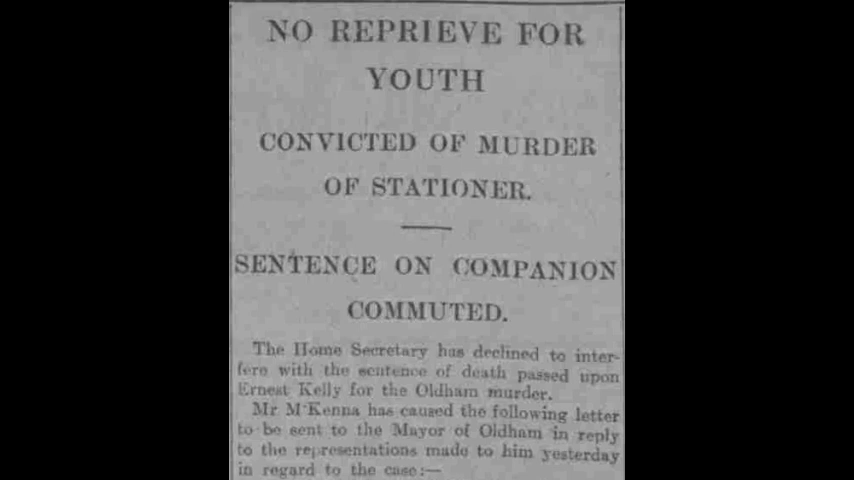 NO REPRIEVE FOR
YOUTH
CONVICTED OF MURDER
OF STATIONER.
SENTENCE ON COMPANION
COMMUTED.
The Home Secretary has declined to inter-
fere with the sentence of death passed upon
Ernest Kelly for the Oldham murder.
Mr M'Kenna has caused the following letter
to be sent to the Mayor of Oldham in reply
to the representations made to him yesterday
in regard to the case:—